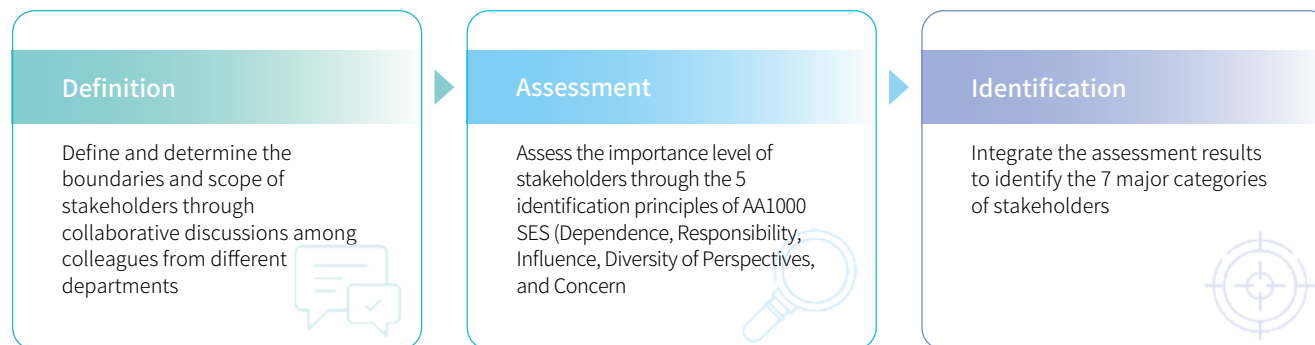 Definition
Define and determine the
boundaries and scope of
stakeholders through
collaborative discussions among
colleagues from different
departments
Assessment
Assess the importance level of
stakeholders through the 5
identification principles of AA1000
SES (Dependence, Responsibility,
Influence, Diversity of Perspectives,
and Concern
Identification
Integrate the assessment results
to identify the 7 major categories
of stakeholders